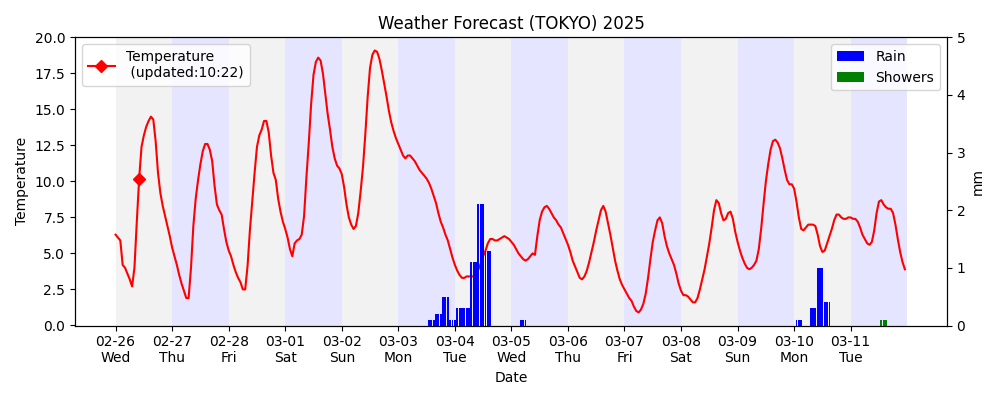 Weather Forecast (TOKYO) 2025
Temperature
(updated:10:22)
Rain
Showers
20.0
17.5
15.0
12.5
10.0
7.5
5.0
2.5
0.0
Temperature
5
4
3
2
1
0
mm
02-26 02-27 02-28 03-01 03-02 03-03 03-04 03-05 03-06 03-07 03-08 03-09 03-10 03-11
Wed Thu Fri Sat Sun Mon Tue Wed Thu Fri Sat Sun Mon Tue
Date